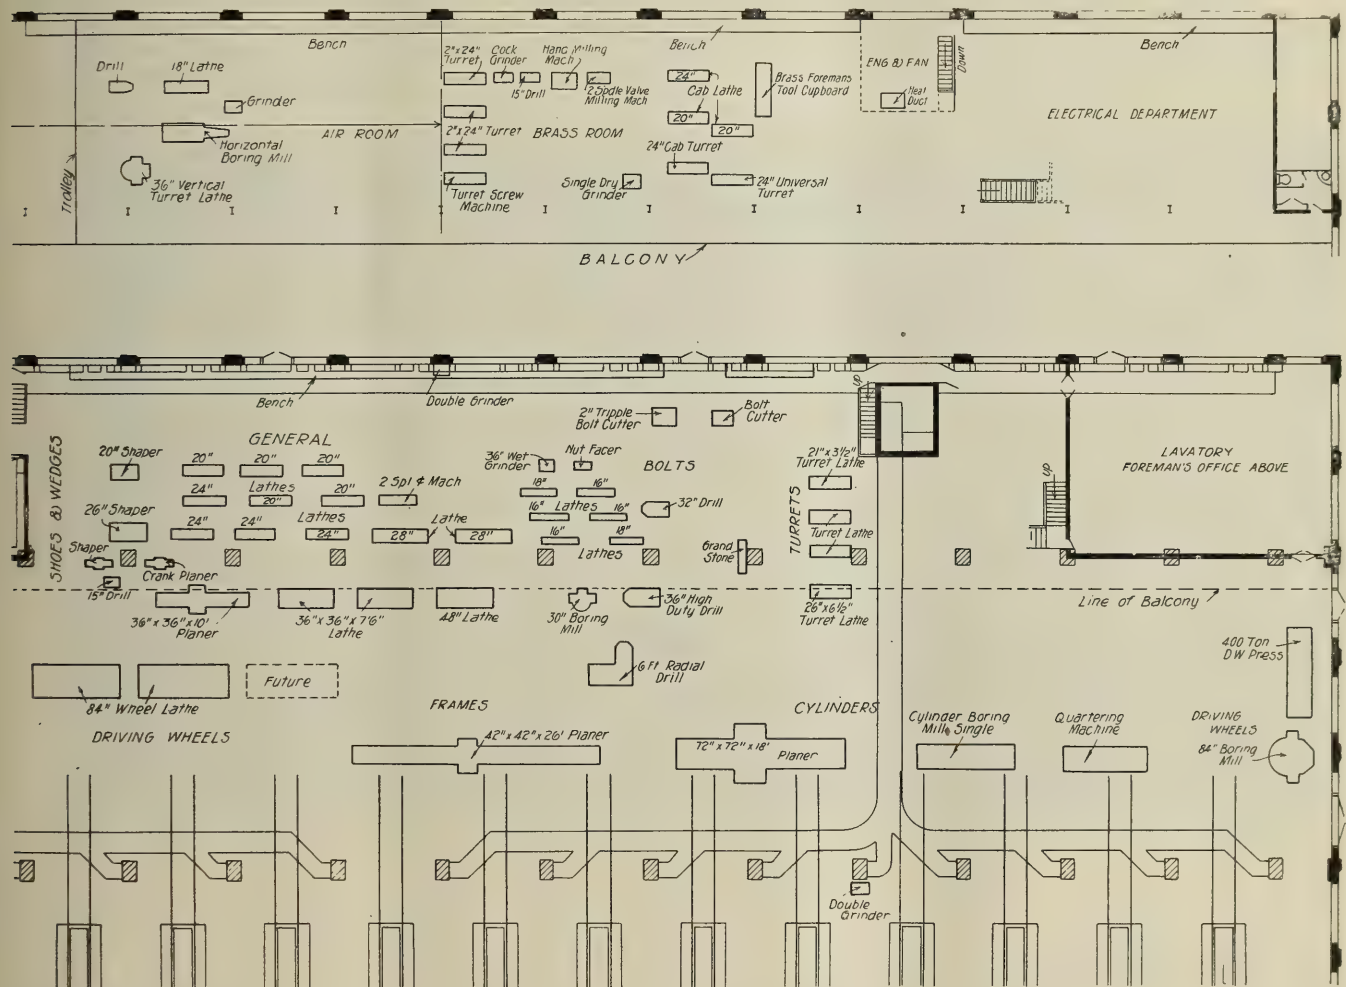 Bench
Bench
Bench
Drill
18" Lathe
Grinder
Horizontal
Boring Mill
36" Vertical
Turret Lathe
Trolley
AIR ROOM
2"x24"
Turret
Cock
Grinder
15" Drill
Hand Milling
Mach
2 Spdle Valve
Milling Mach
2"x24" Turret
BRASS ROOM
Turret Screw
Machine
24"
Cab Lathe
20"
20"
24" Cab Turret
Single Dry
Grinder
24" Universal
Turret
Brass Foremans
Tool Cupboard
ENG & FAN
Heat
Duct
Down
ELECTRICAL DEPARTMENT
BALCONY
Bench
Double Grinder
UP
2" Tripple
Bolt Cutter
Bolt
Cutter
SHOES & WEDGES
GENERAL
20" Shaper
20"
20"
20"
24"
Lathes
20"
20"
2 Spl ¢ Mach
26" Shaper
24"
24"
Lathes
24"
Lathe
28"
28"
Shaper
Crank Planer
15" Drill
36" Wet
Grinder
Nut Facer
BOLTS
18"
16"
16"
Lathes
16"
32" Drill
16"
18"
Lathes
Grand
Stone
TURRETS
21"x3½"
Turret Lathe
Turret Lathe
26"x6½"
Turret Lathe
UP
LAVATORY
FOREMAN'S OFFICE ABOVE
Line of Balcony
36"x36"x10'
Planer
36"x36"x7'6"
Lathe
48" Lathe
30" Boring
Mill
36" High
Duty Drill
6 Ft Radial
Drill
84" Wheel Lathe
Future
DRIVING WHEELS
FRAMES
42"x42"x26' Planer
CYLINDERS
72"x72"x18'
Planer
Cylinder Boring
Mill, Single
Quartering
Machine
400 Ton
DW Press
DRIVING
WHEELS
84" Boring
Mill
Double
Grinder